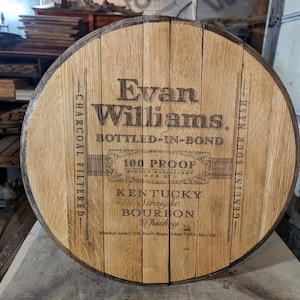 Evan
Williams.
BOTTLED-IN-BOND
100 PROOF
KENTUCKY
Straight
BOURBON
Whiskey
CHARCOAL FILTERED
GENUINE SOUR MASH